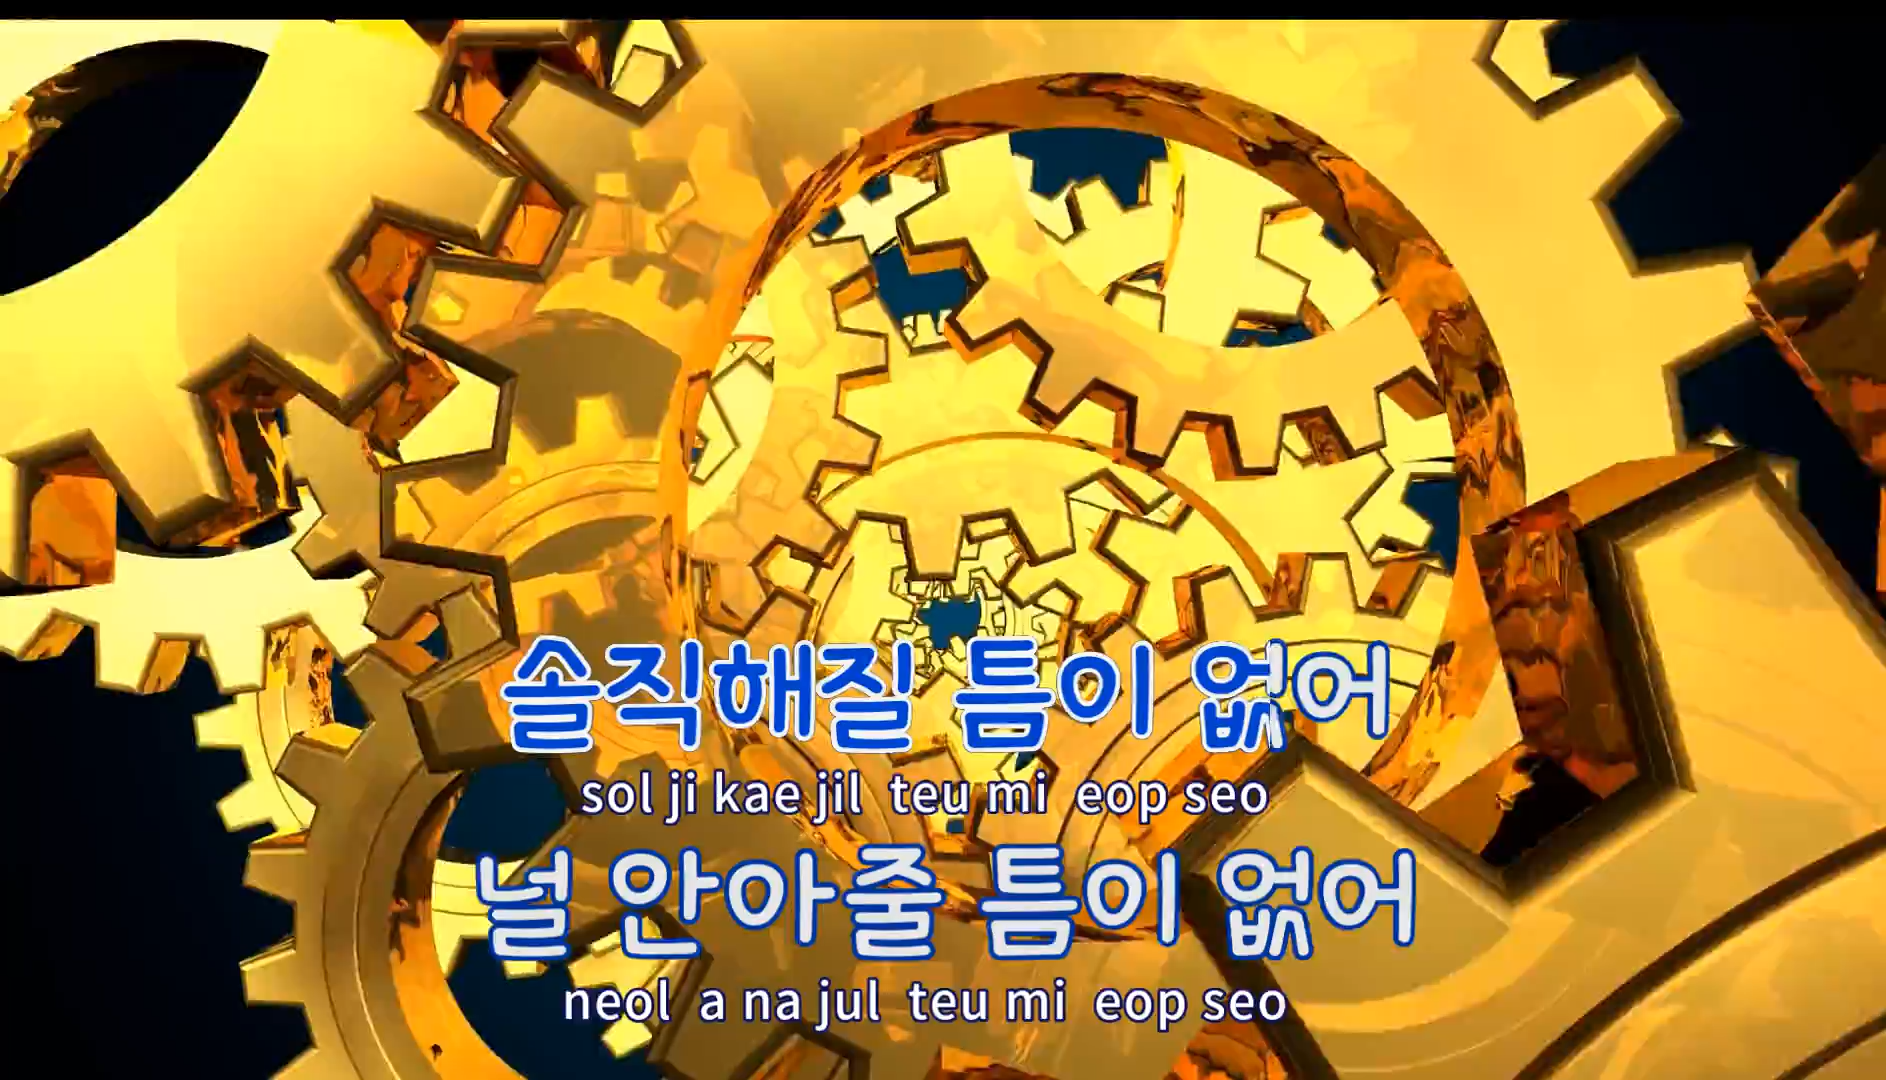 솔직해질 틈이 없어
sol ji kae jil teu mi eop seo
널 안아줄 틈이 없어
neol a na jul teu mi eop seo